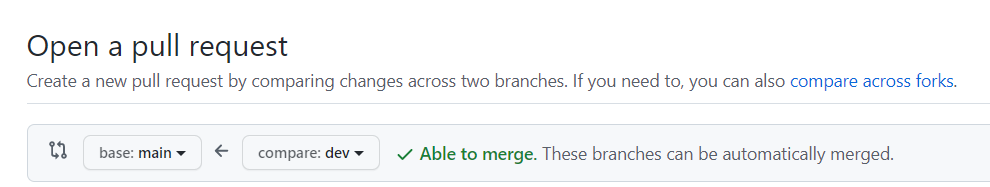 Open a pull request
Create a new pull request by comparing changes across two branches. If you need to, you can also compare across forks.
base: main compare: dev Able to merge. These branches can be automatically merged.